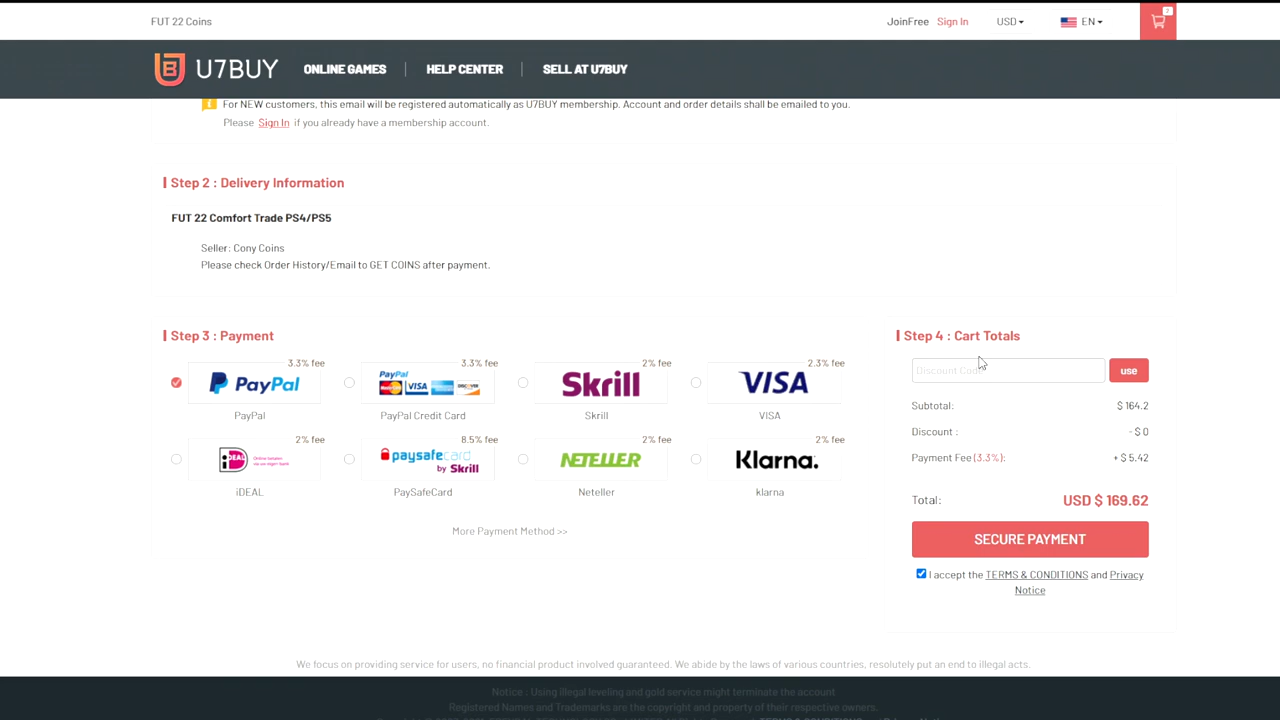 FUT 22 Coins
JoinFree Sign In USD EN 2
U7BUY ONLINE GAMES | HELP CENTER | SELL AT U7BUY
For NEW customers, this email will be registered automatically as U7BUY membership. Account and order details shall be emailed to you.
Please Sign In if you already have a membership account.
Step 2 : Delivery Information
FUT 22 Comfort Trade PS4/PS5
Seller: Cony Coins
Please check Order History/Email to GET COINS after payment.
Step 3 : Payment
3.3% fee 3.3% fee 2% fee 2.3% fee
PayPal PayPal VISA Skrill VISA
PayPal PayPal Credit Card Skrill VISA
2% fee 8.5% fee 2% fee 2% fee
iDEAL paysafecard by Skrill NETELLER Klarna.
iDEAL PaySafeCard Neteller klarna
More Payment Method >>
Step 4 : Cart Totals
Discount use
Subtotal: $ 164.2
Discount : - $ 0
Payment Fee (3.3%): + $ 5.42
Total: USD $ 169.62
SECURE PAYMENT
I accept the TERMS & CONDITIONS and Privacy
Notice
We focus on providing service for users, no financial product involved guaranteed. We abide by the laws of various countries, resolutely put an end to illegal acts.
Notice : Using illegal leveling and gold service might terminate the account
Registered Names and Trademarks are the copyright and property of their respective owners.